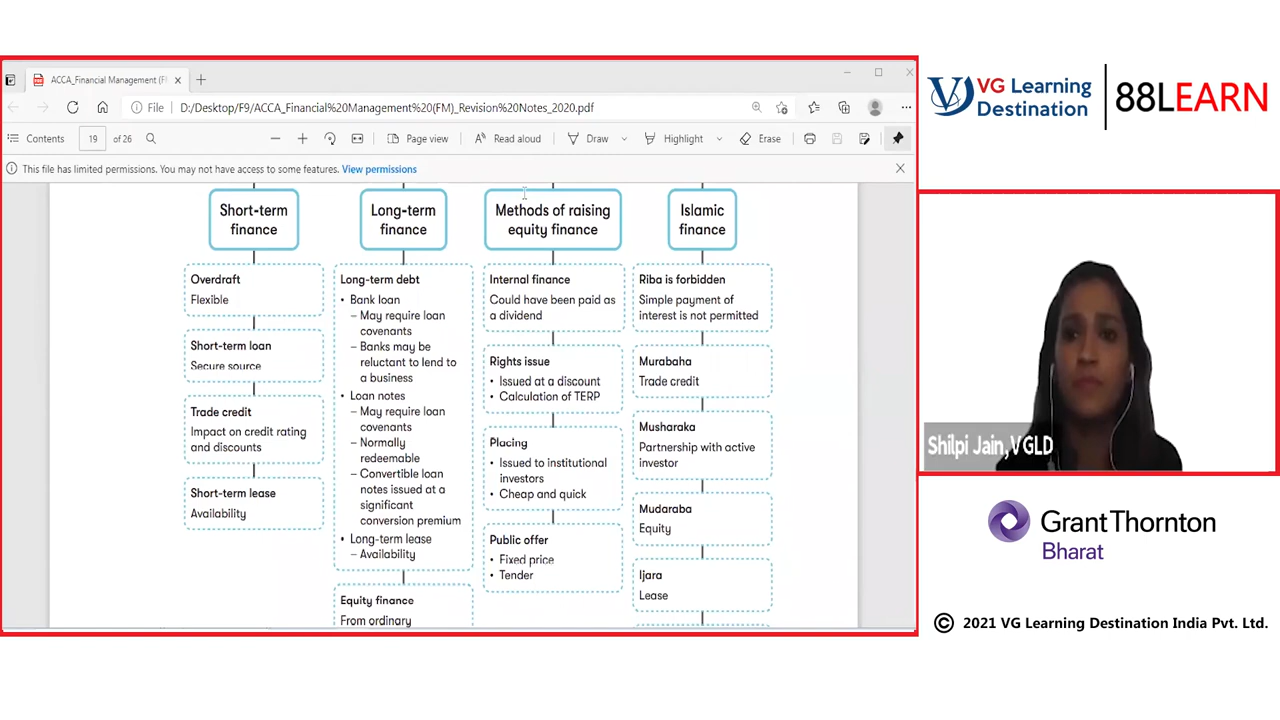 ACCA_Financial Management (F
File
D:/Desktop/F9/ACCA_Financial%20Management%20(FM)_Revision%20Notes_2020.pdf
Contents
19
of 26
Page view
Read aloud
Draw
Highlight
Erase
This file has limited permissions. You may not have access to some features. View permissions
Short-term
finance
Overdraft
Flexible
Short-term loan
Secure source
Trade credit
Impact on credit rating
and discounts
Short-term lease
Availability
Long-term
finance
Long-term debt
• Bank loan
– May require loan
covenants
– Banks may be
reluctant to lend to
a business
• Loan notes
– May require loan
covenants
– Normally
redeemable
– Convertible loan
notes issued at a
significant
conversion premium
• Long-term lease
– Availability
Equity finance
From ordinary
Methods of raising
equity finance
Internal finance
Could have been paid as
a dividend
Rights issue
• Issued at a discount
• Calculation of TERP
Placing
• Issued to institutional
investors
• Cheap and quick
Public offer
• Fixed price
• Tender
Islamic
finance
Riba is forbidden
Simple payment of
interest is not permitted
Murabaha
Trade credit
Musharaka
Partnership with active
investor
Mudaraba
Equity
Ijara
Lease
VG Learning
Destination
88LEARN
Shilpi Jain, VGLD
Grant Thornton
Bharat
© 2021 VG Learning Destination India Pvt. Ltd.